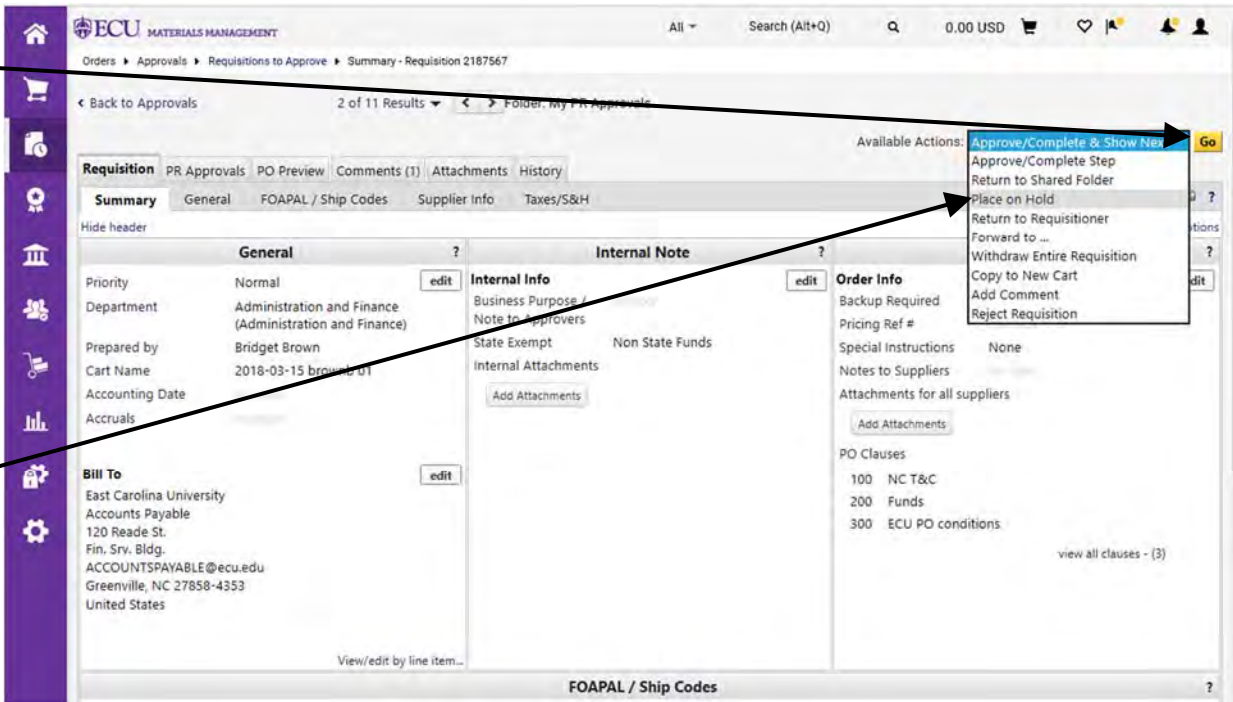 ECU MATERIALS MANAGEMENT All Search (Alt+Q) 0.00 USD
Orders Approvals Requisitions to Approve Summary - Requisition 2187567
Back to Approvals 2 of 11 Results < > Folder: My PR Approvals
Available Actions: Approve/Complete & Show Next Go
Approve/Complete Step
Return to Shared Folder
Place on Hold
Return to Requisitioner
Forward to ...
Withdraw Entire Requisition
Copy to New Cart
Add Comment
Reject Requisition
Requisition PR Approvals PO Preview Comments (1) Attachments History
Summary General FOAPAL / Ship Codes Supplier Info Taxes/S&H ?
Hide header
General ?
Priority Normal edit
Department Administration and Finance
(Administration and Finance)
Prepared by Bridget Brown
Cart Name 2018-03-15 brownb 01
Accounting Date
Accruals
Bill To edit
East Carolina University
Accounts Payable
120 Reade St.
Fin. Srv. Bldg.
ACCOUNTSPAYABLE@ecu.edu
Greenville, NC 27858-4353
United States
View/edit by line item...
Internal Note ?
Internal Info edit
Business Purpose /
Note to Approvers
State Exempt Non State Funds
Internal Attachments
Add Attachments
?
Order Info edit
Backup Required
Pricing Ref #
Special Instructions None
Notes to Suppliers
Attachments for all suppliers
Add Attachments
PO Clauses
100 NC T&C
200 Funds
300 ECU PO conditions
view all clauses - (3)
FOAPAL / Ship Codes ?